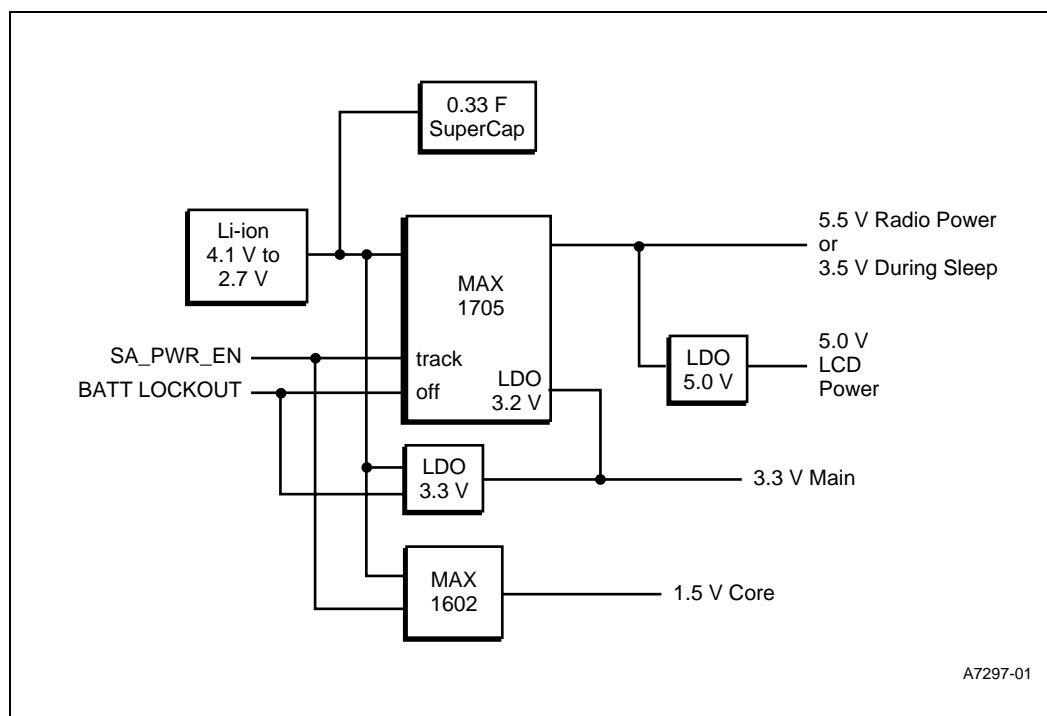 0.33 F
SuperCap
Li-ion
4.1 V to
2.7 V
MAX
1705
5.5 V Radio Power
or
3.5 V During Sleep
SA_PWR_EN
track
BATT LOCKOUT
off
LDO
3.2 V
LDO
5.0 V
5.0 V
LCD
Power
LDO
3.3 V
3.3 V Main
MAX
1602
1.5 V Core
A7297-01